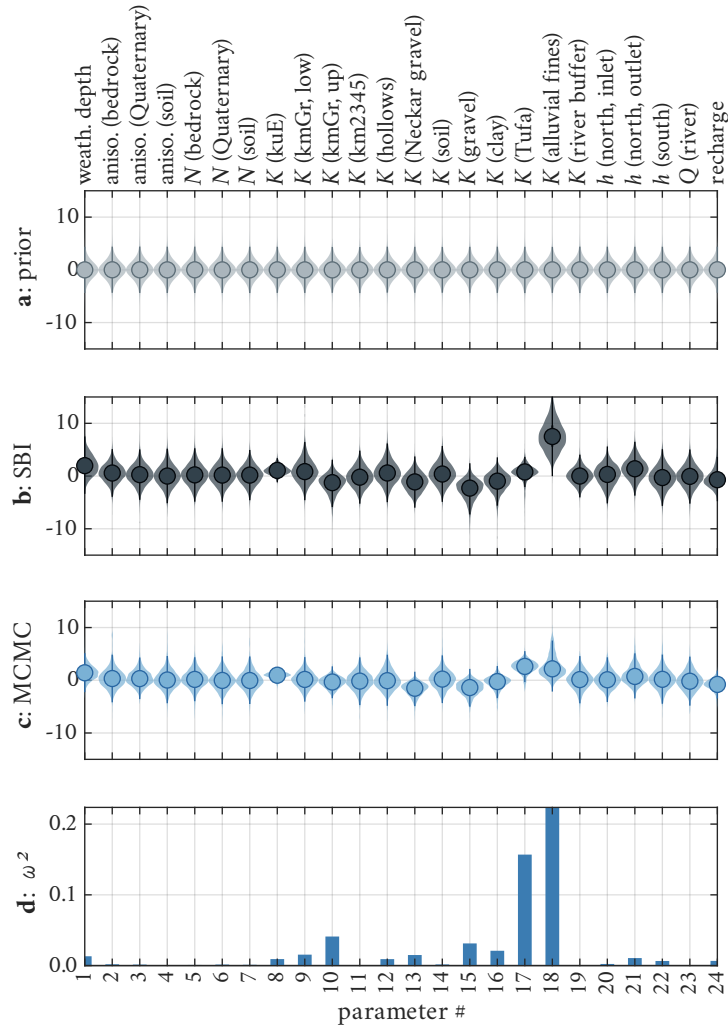 weath. depth
aniso. (bedrock)
aniso. (Quaternary)
aniso. (soil)
N (bedrock)
N (Quaternary)
N (soil)
K (kuE)
K (kmGr, low)
K (kmGr, up)
K (km2345)
K (hollows)
K (Neckar gravel)
K (soil)
K (gravel)
K (clay)
K (Tufa)
K (alluvial fines)
K (river buffer)
h (north, inlet)
h (north, outlet)
h (south)
Q (river)
recharge
a: prior
10
0
-10
b: SBI
10
0
-10
c: MCMC
10
0
-10
d: ω²
0.2
0.1
0.0
1
2
3
4
5
6
7
8
9
10
11
12
13
14
15
16
17
18
19
20
21
22
23
24
parameter #